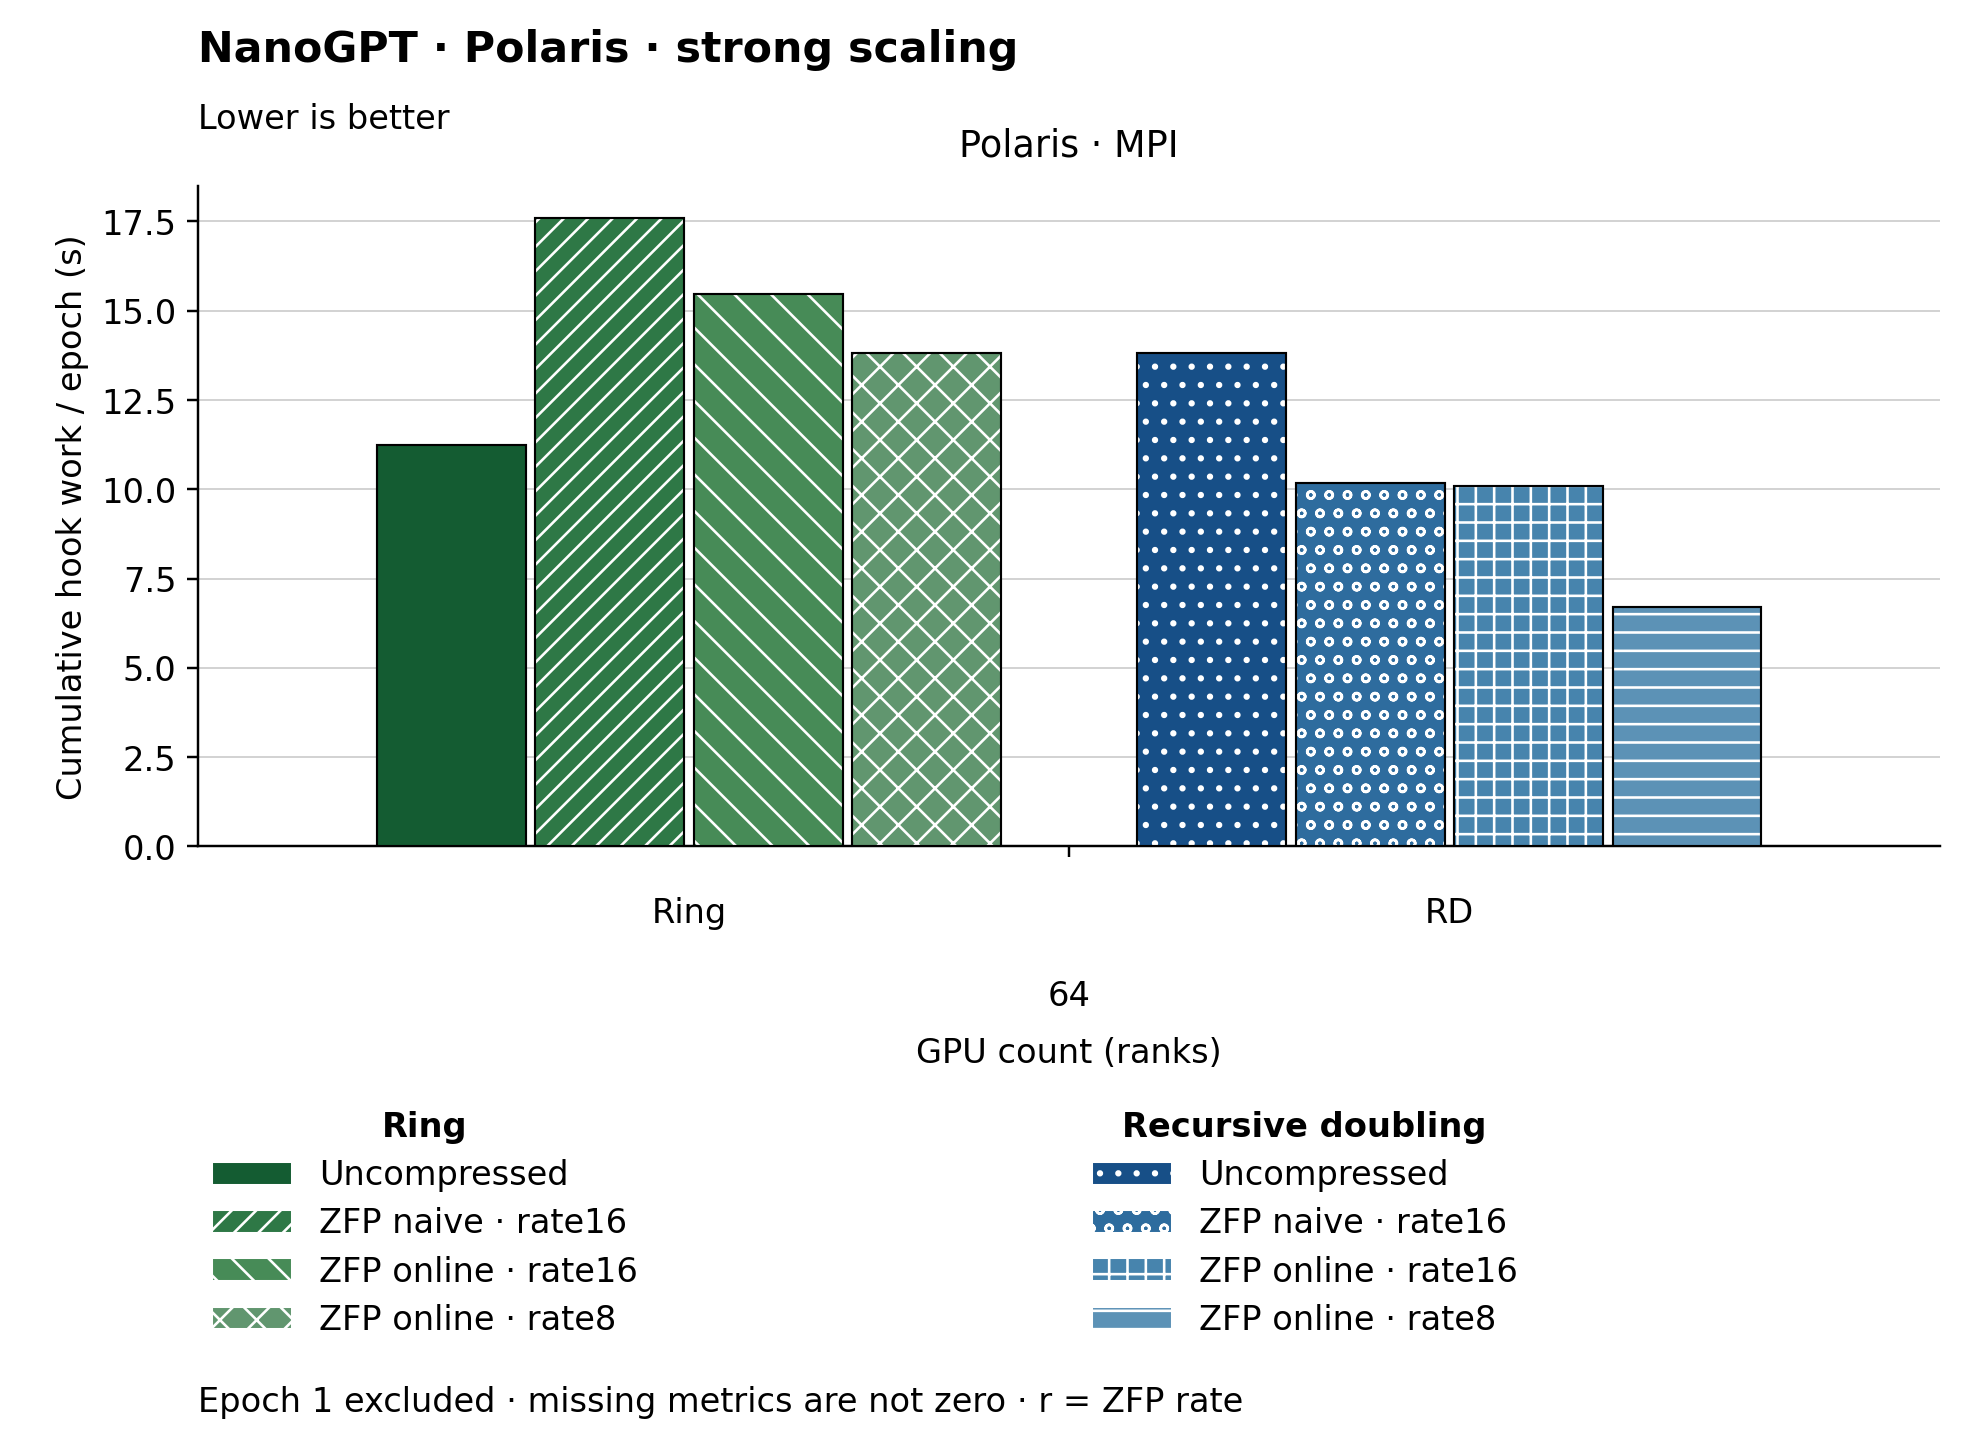 NanoGPT · Polaris · strong scaling
Lower is better
Polaris · MPI
Cumulative hook work / epoch (s)
17.5
15.0
12.5
10.0
7.5
5.0
2.5
0.0
Ring
RD
64
GPU count (ranks)
Ring
Uncompressed
ZFP naive · rate16
ZFP online · rate16
ZFP online · rate8
Recursive doubling
Uncompressed
ZFP naive · rate16
ZFP online · rate16
ZFP online · rate8
Epoch 1 excluded · missing metrics are not zero · r = ZFP rate